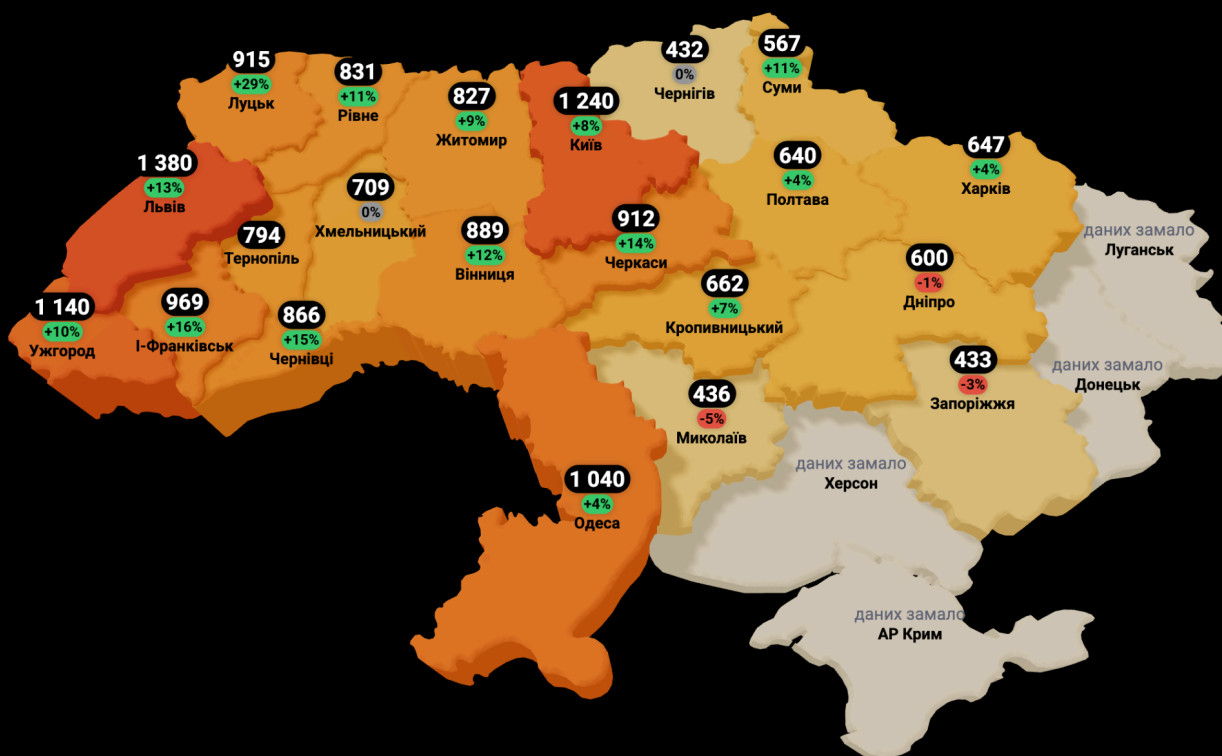 915
+29%
Луцьк
831
+11%
Рівне
827
+9%
Житомир
1 240
+8%
Київ
432
0%
Чернігів
567
+11%
Суми
1 380
+13%
Львів
709
0%
Хмельницький
794
Тернопіль
889
+12%
Вінниця
912
+14%
Черкаси
640
+4%
Полтава
647
+4%
Харків
даних замало
Луганськ
1 140
+10%
Ужгород
969
+16%
І-Франківськ
866
+15%
Чернівці
662
+7%
Кропивницький
600
-1%
Дніпро
436
-5%
Миколаїв
433
-3%
Запоріжжя
даних замало
Донецьк
1 040
+4%
Одеса
даних замало
Херсон
даних замало
АР Крим